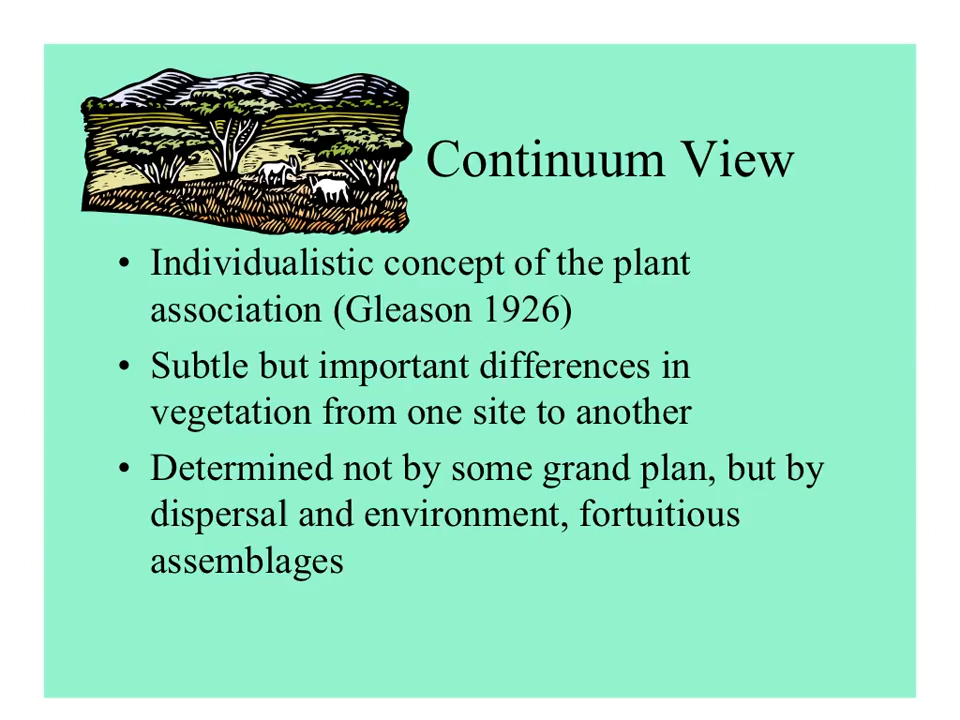 Continuum View
• Individualistic concept of the plant
association (Gleason 1926)
• Subtle but important differences in
vegetation from one site to another
• Determined not by some grand plan, but by
dispersal and environment, fortuitious
assemblages